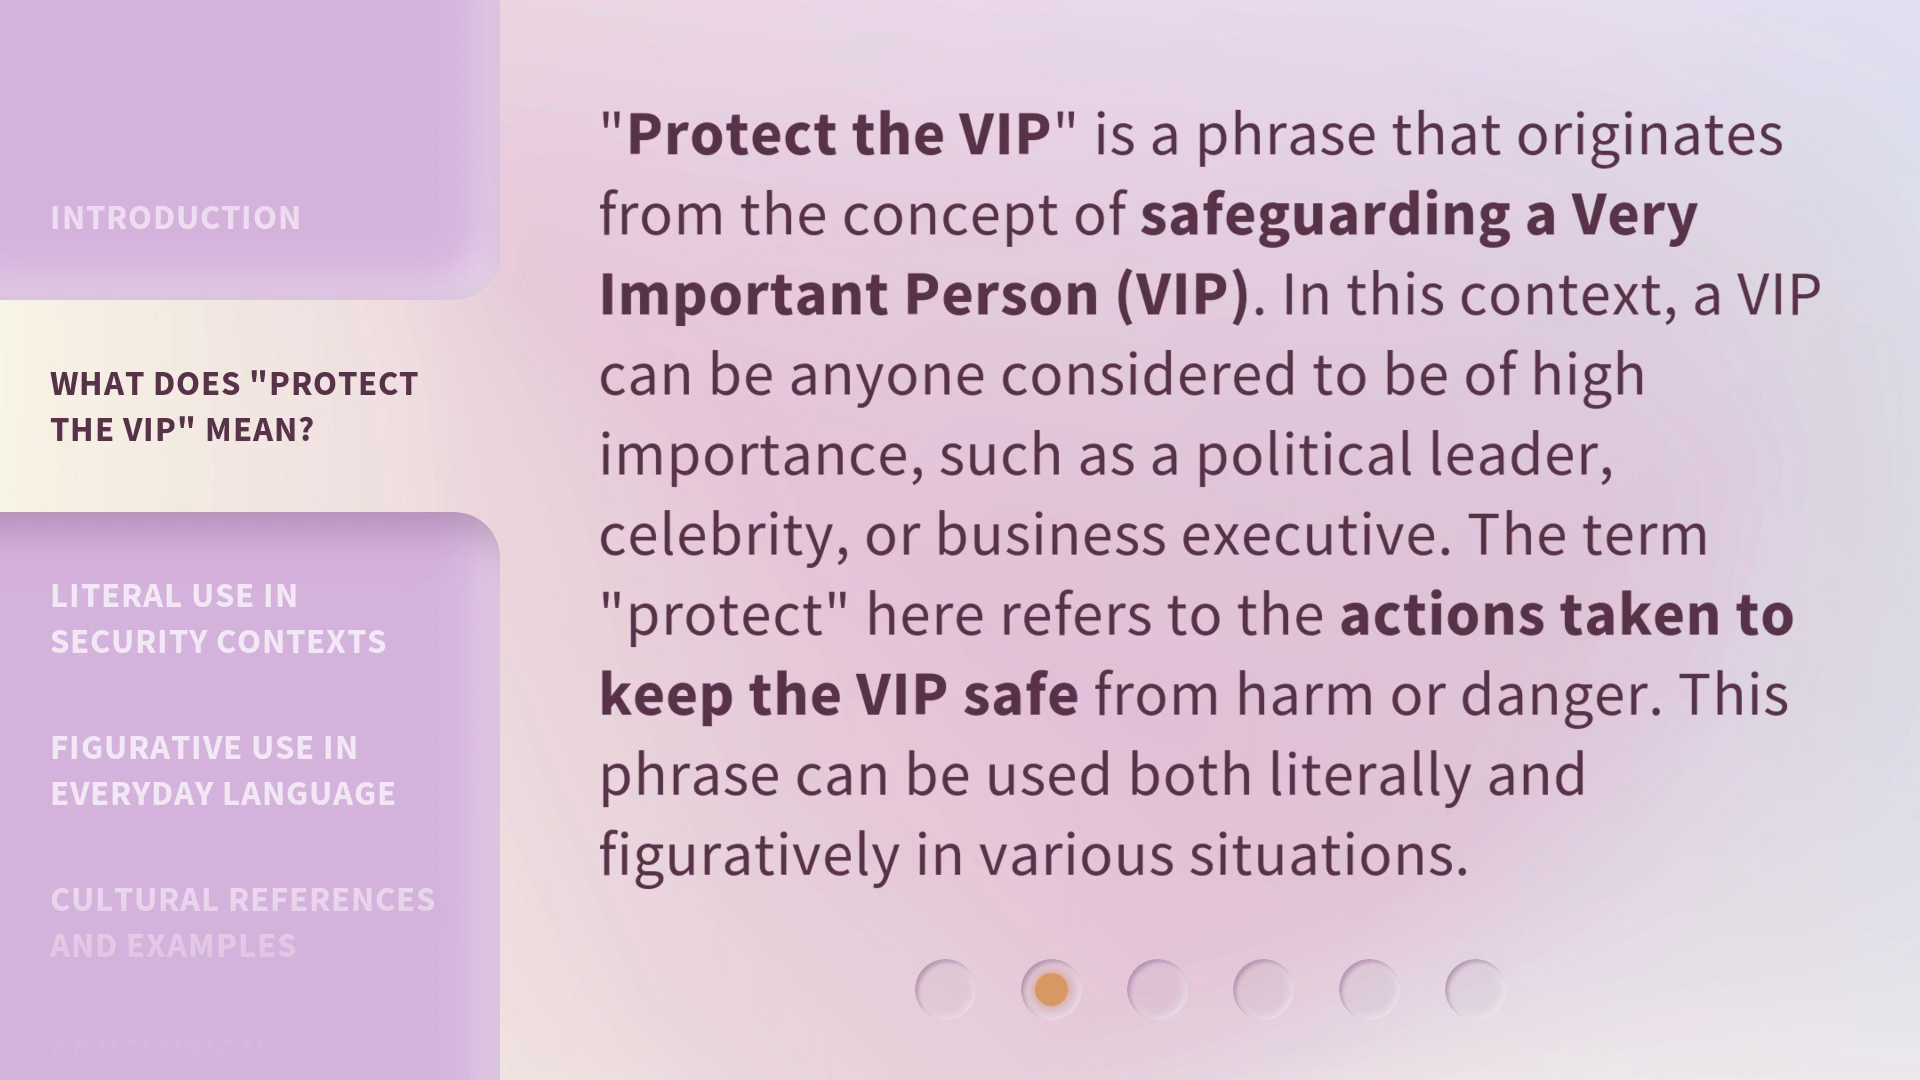 INTRODUCTION
WHAT DOES "PROTECT
THE VIP" MEAN?
LITERAL USE IN
SECURITY CONTEXTS
FIGURATIVE USE IN
EVERYDAY LANGUAGE
CULTURAL REFERENCES
AND EXAMPLES
CONCLUSION
"Protect the VIP" is a phrase that originates
from the concept of safeguarding a Very
Important Person (VIP). In this context, a VIP
can be anyone considered to be of high
importance, such as a political leader,
celebrity, or business executive. The term
"protect" here refers to the actions taken to
keep the VIP safe from harm or danger. This
phrase can be used both literally and
figuratively in various situations.